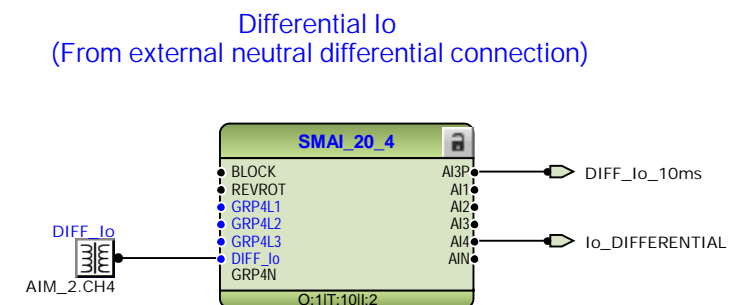 Differential Io
(From external neutral differential connection)
SMAI_20_4
BLOCK
REVROT
GRP4L1
GRP4L2
GRP4L3
DIFF_Io
GRP4N
AI3P
AI1
AI2
AI3
AI4
AIN
DIFF_Io_10ms
Io_DIFFERENTIAL
DIFF_Io
AIM_2.CH4
O:1|T:10|I:2